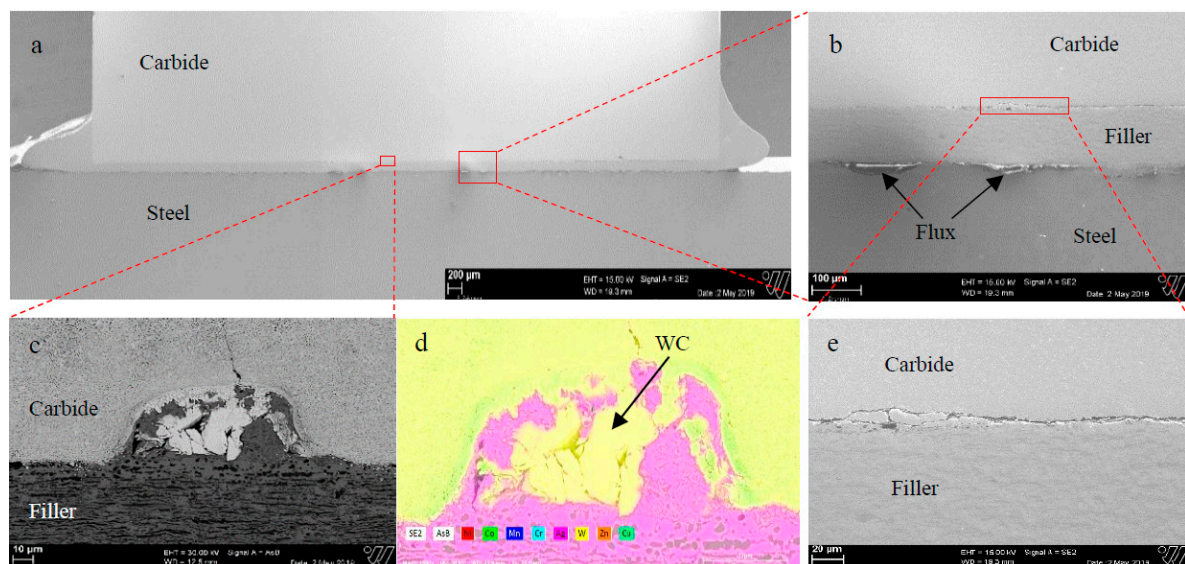 a
Carbide
Steel
200 µm
EHT = 15.00 kV Signal A = SE2
WD = 19.3 mm Date :2 May 2019
b
Carbide
Filler
Flux
Steel
100 µm
EHT = 15.00 kV Signal A = SE2
WD = 19.3 mm Date :2 May 2019
c
Carbide
Filler
10 µm
EHT = 30.00 kV Signal A = AsB
WD = 12.5 mm Date :2 May 2019
d
WC
SE2 AsB Ni Co Mn Cr Ag W Zn Cu
e
Carbide
Filler
20 µm
EHT = 15.00 kV Signal A = SE2
WD = 19.3 mm Date :2 May 2019